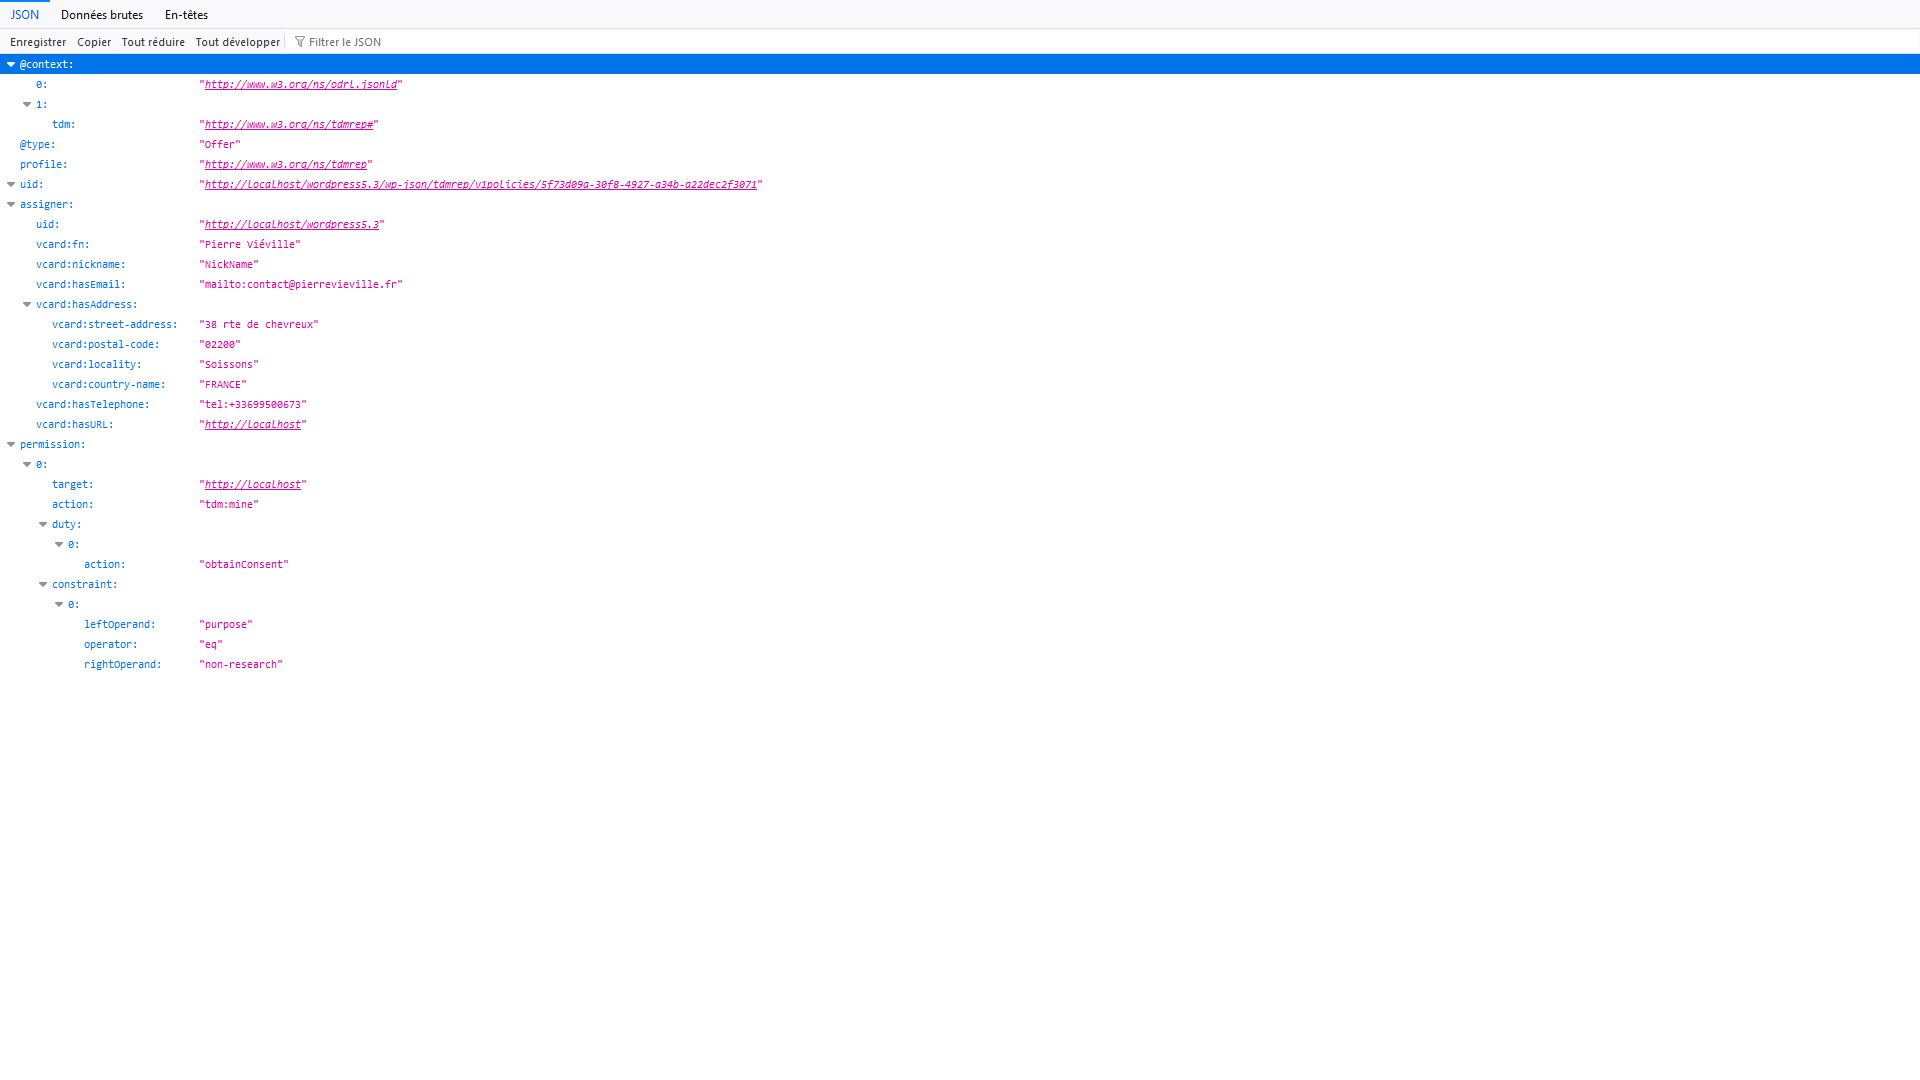 JSON Données brutes En-têtes
Enregistrer Copier Tout réduire Tout développer Filtrer le JSON
@context:
0: "http://www.w3.org/ns/odrl.jsonld"
1:
tdm: "http://www.w3.org/ns/tdmrep#"
@type: "Offer"
profile: "http://www.w3.org/ns/tdmrep"
uid: "http://localhost/wordpress5.3/wp-json/tdmrep/v1policies/5f73d09a-30f8-4927-a34b-a22dec2f3071"
assigner:
uid: "http://localhost/wordpress5.3"
vcard:fn: "Pierre Viéville"
vcard:nickname: "NickName"
vcard:hasEmail: "mailto:contact@pierrevieville.fr"
vcard:hasAddress:
vcard:street-address: "38 rte de chevreux"
vcard:postal-code: "02200"
vcard:locality: "Soissons"
vcard:country-name: "FRANCE"
vcard:hasTelephone: "tel:+33699500673"
vcard:hasURL: "http://localhost"
permission:
0:
target: "http://localhost"
action: "tdm:mine"
duty:
0:
action: "obtainConsent"
constraint:
0:
leftOperand: "purpose"
operator: "eq"
rightOperand: "non-research"